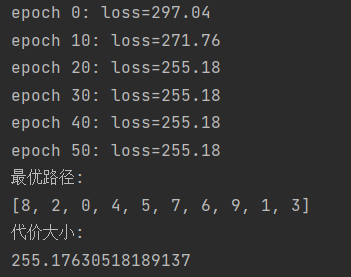 epoch 0: loss=297.04
epoch 10: loss=271.76
epoch 20: loss=255.18
epoch 30: loss=255.18
epoch 40: loss=255.18
epoch 50: loss=255.18
最优路径:
[8, 2, 0, 4, 5, 7, 6, 9, 1, 3]
代价大小:
255.17630518189137